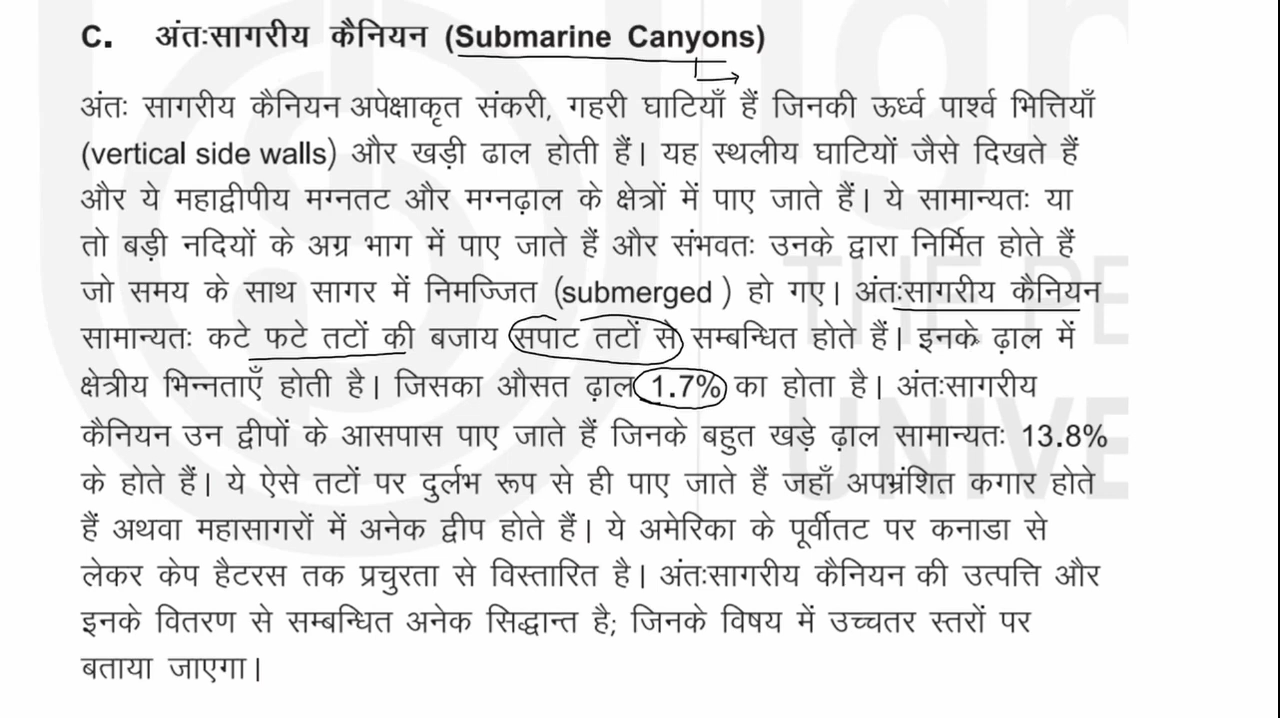 C. अंतःसागरीय कैनियन (Submarine Canyons)
अंतः सागरीय कैनियन अपेक्षाकृत संकरी, गहरी घाटियाँ हैं जिनकी ऊर्ध्व पार्श्व भित्तियाँ
(vertical side walls) और खड़ी ढाल होती हैं। यह स्थलीय घाटियों जैसे दिखते हैं
और ये महाद्वीपीय मग्नतट और मग्नढ़ाल के क्षेत्रों में पाए जाते हैं। ये सामान्यतः या
तो बड़ी नदियों के अग्र भाग में पाए जाते हैं और संभवतः उनके द्वारा निर्मित होते हैं
जो समय के साथ सागर में निमज्जित (submerged ) हो गए। अंतःसागरीय कैनियन
सामान्यतः कटे फटे तटों की बजाय सपाट तटों से सम्बन्धित होते हैं। इनके ढ़ाल में
क्षेत्रीय भिन्नताएँ होती है। जिसका औसत ढ़ाल 1.7% का होता है। अंतःसागरीय
कैनियन उन द्वीपों के आसपास पाए जाते हैं जिनके बहुत खड़े ढ़ाल सामान्यतः 13.8%
के होते हैं। ये ऐसे तटों पर दुर्लभ रूप से ही पाए जाते हैं जहाँ अपभ्रंशित कगार होते
हैं अथवा महासागरों में अनेक द्वीप होते हैं। ये अमेरिका के पूर्वीतट पर कनाडा से
लेकर केप हैटरस तक प्रचुरता से विस्तारित है। अंतःसागरीय कैनियन की उत्पत्ति और
इनके वितरण से सम्बन्धित अनेक सिद्धान्त है; जिनके विषय में उच्चतर स्तरों पर
बताया जाएगा।